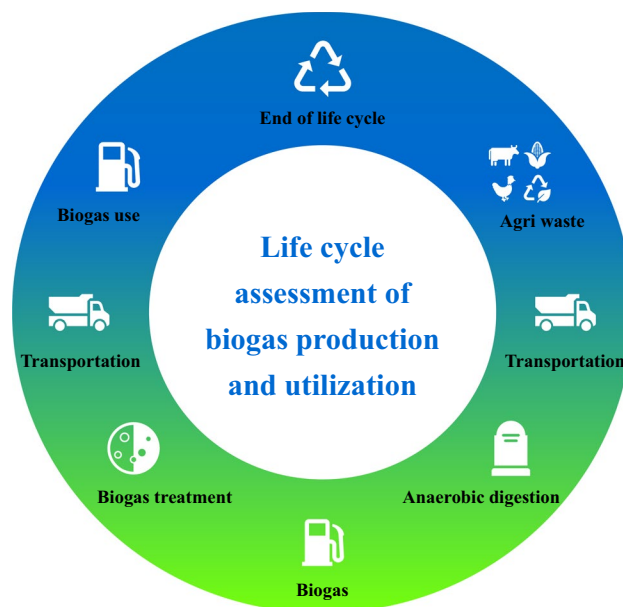 End of life cycle
Biogas use
Agri waste
Life cycle
assessment of
biogas production
and utilization
Transportation
Transportation
Biogas treatment
Anaerobic digestion
Biogas